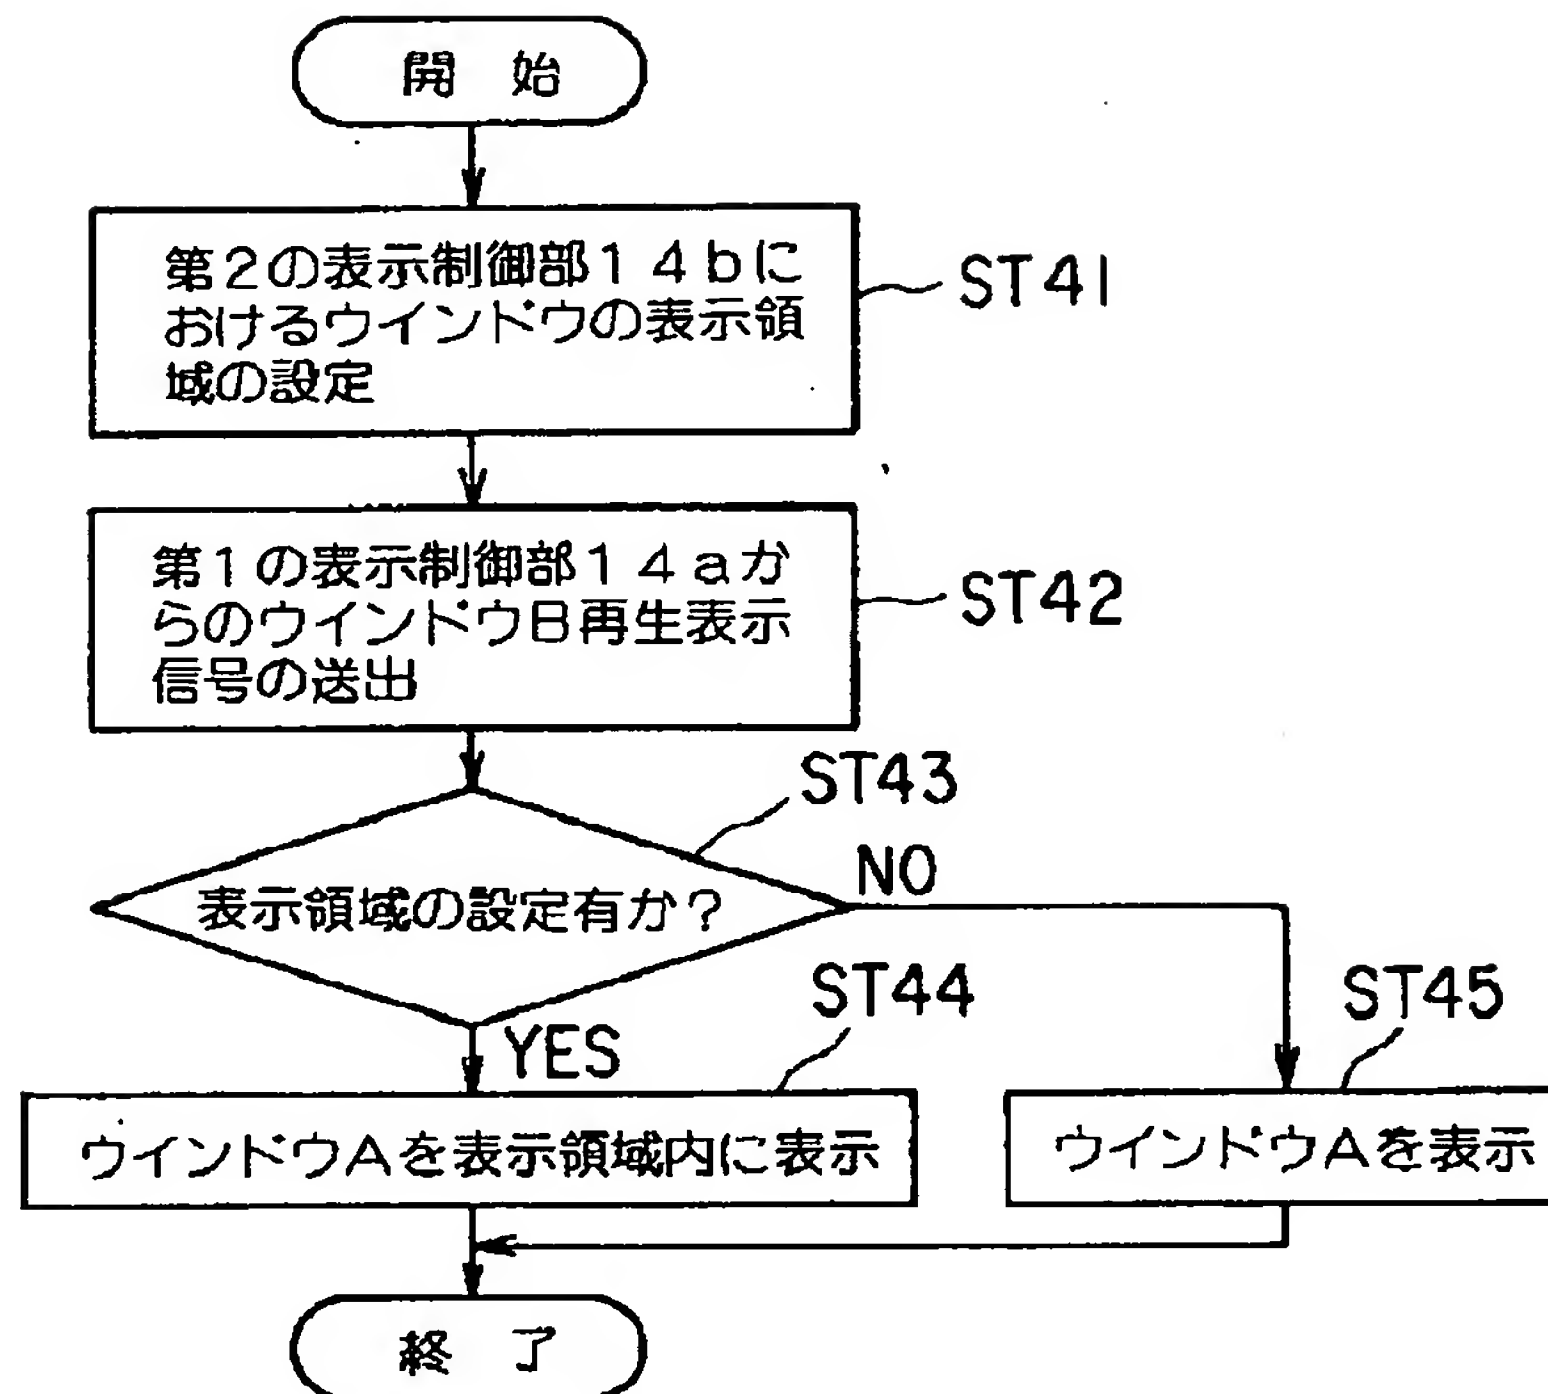 開 始
第2の表示制御部14bに
おけるウインドウの表示領
域の設定
ST41
第1の表示制御部14aか
らのウインドウB再生表示
信号の送出
ST42
ST43
表示領域の設定有か?
NO
YES
ST44
ウインドウAを表示領域内に表示
ST45
ウインドウAを表示
終 了